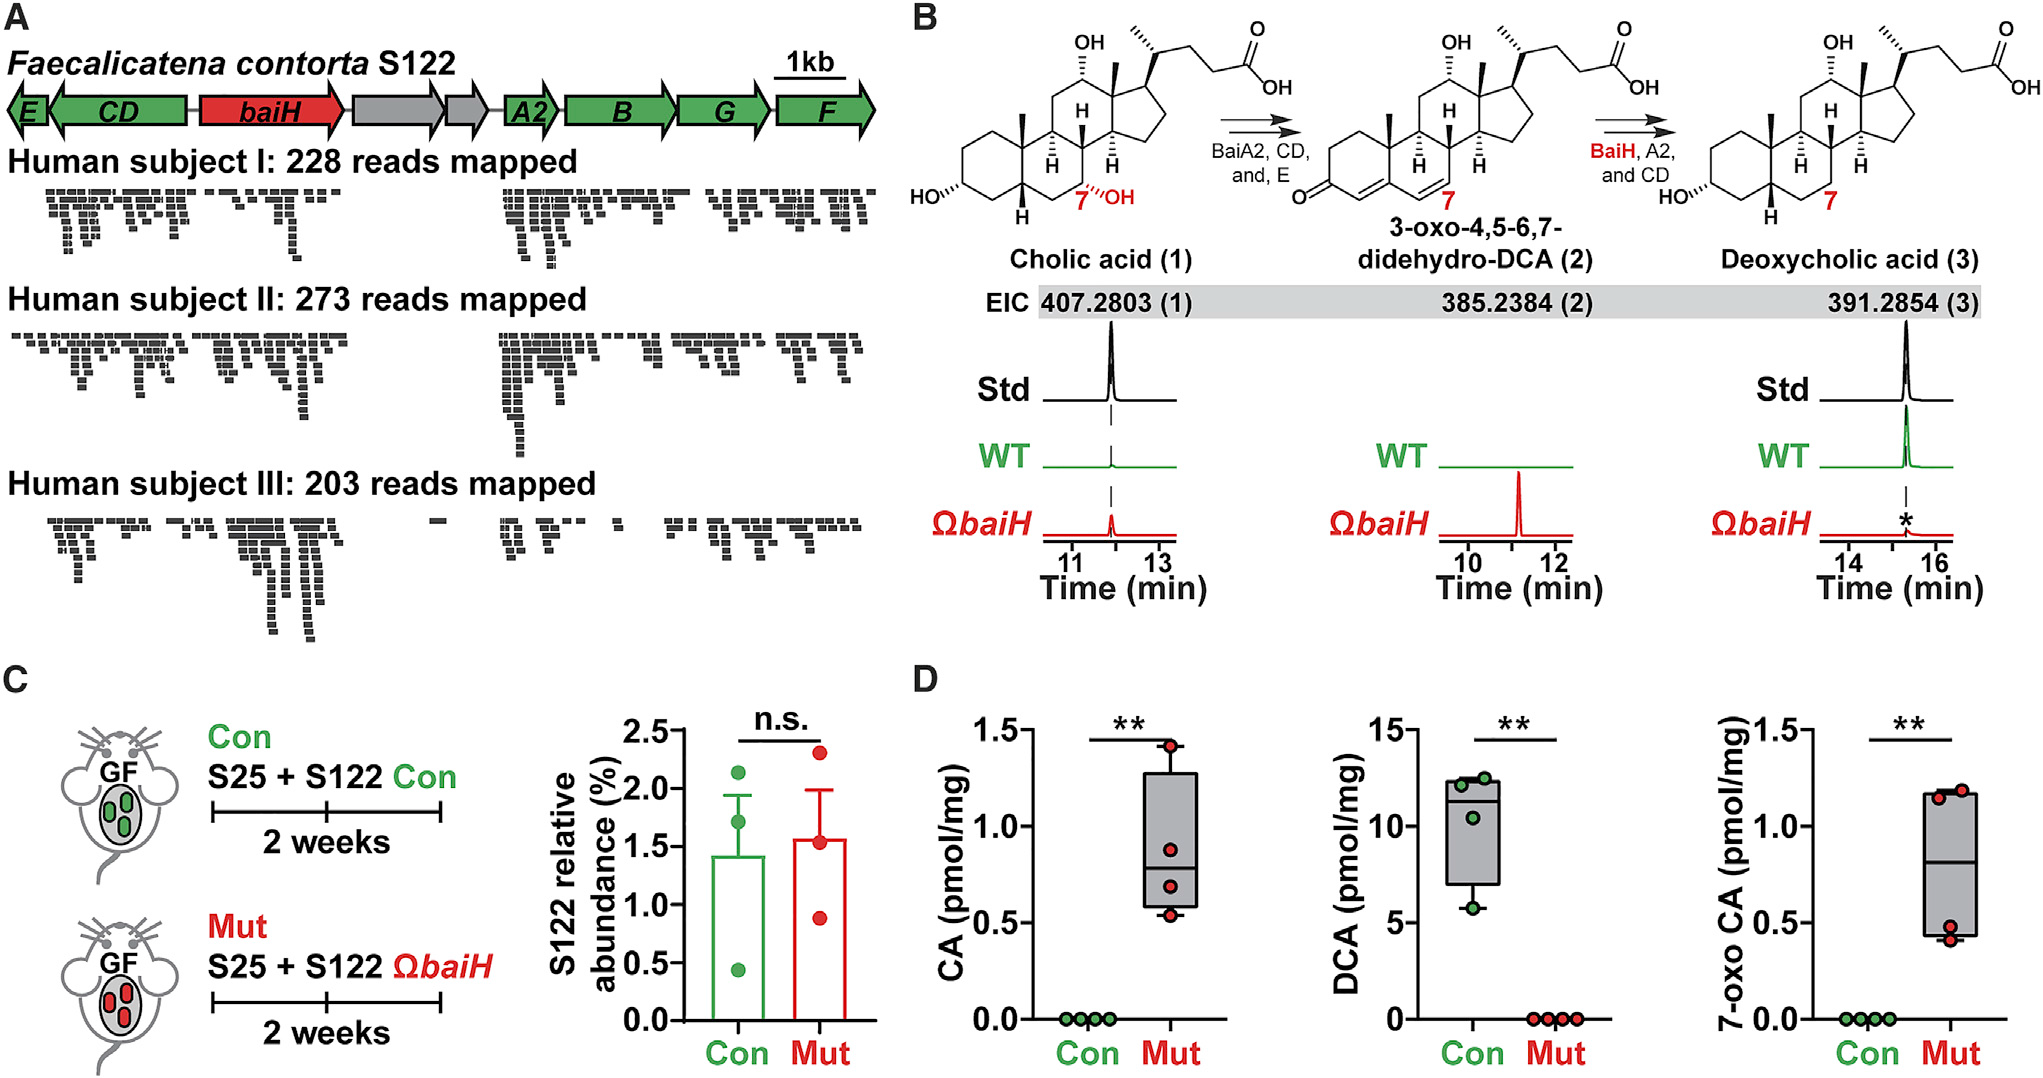 A
Faecalicatena contorta S122
1kb
E CD baiH A2 B G F
Human subject I: 228 reads mapped
Human subject II: 273 reads mapped
Human subject III: 203 reads mapped
B
OH O OH HO H H H H 7 OH
BaiA2, CD,
and, E
OH O OH O H H H 7
BaiH, A2,
and CD
OH O OH HO H H H H 7
Cholic acid (1)
3-oxo-4,5-6,7-
didehydro-DCA (2)
Deoxycholic acid (3)
EIC 407.2803 (1) 385.2384 (2) 391.2854 (3)
Std Std
WT WT WT
ΩbaiH ΩbaiH ΩbaiH *
11 13 10 12 14 16
Time (min) Time (min) Time (min)
C
GF
Con
S25 + S122 Con
2 weeks
GF
Mut
S25 + S122 ΩbaiH
2 weeks
S122 relative
abundance (%)
2.5
2.0
1.5
1.0
0.5
0.0
n.s.
Con Mut
D
CA (pmol/mg)
1.5
1.0
0.5
0.0
**
Con Mut
DCA (pmol/mg)
15
10
5
0
**
Con Mut
7-oxo CA (pmol/mg)
1.5
1.0
0.5
0.0
**
Con Mut